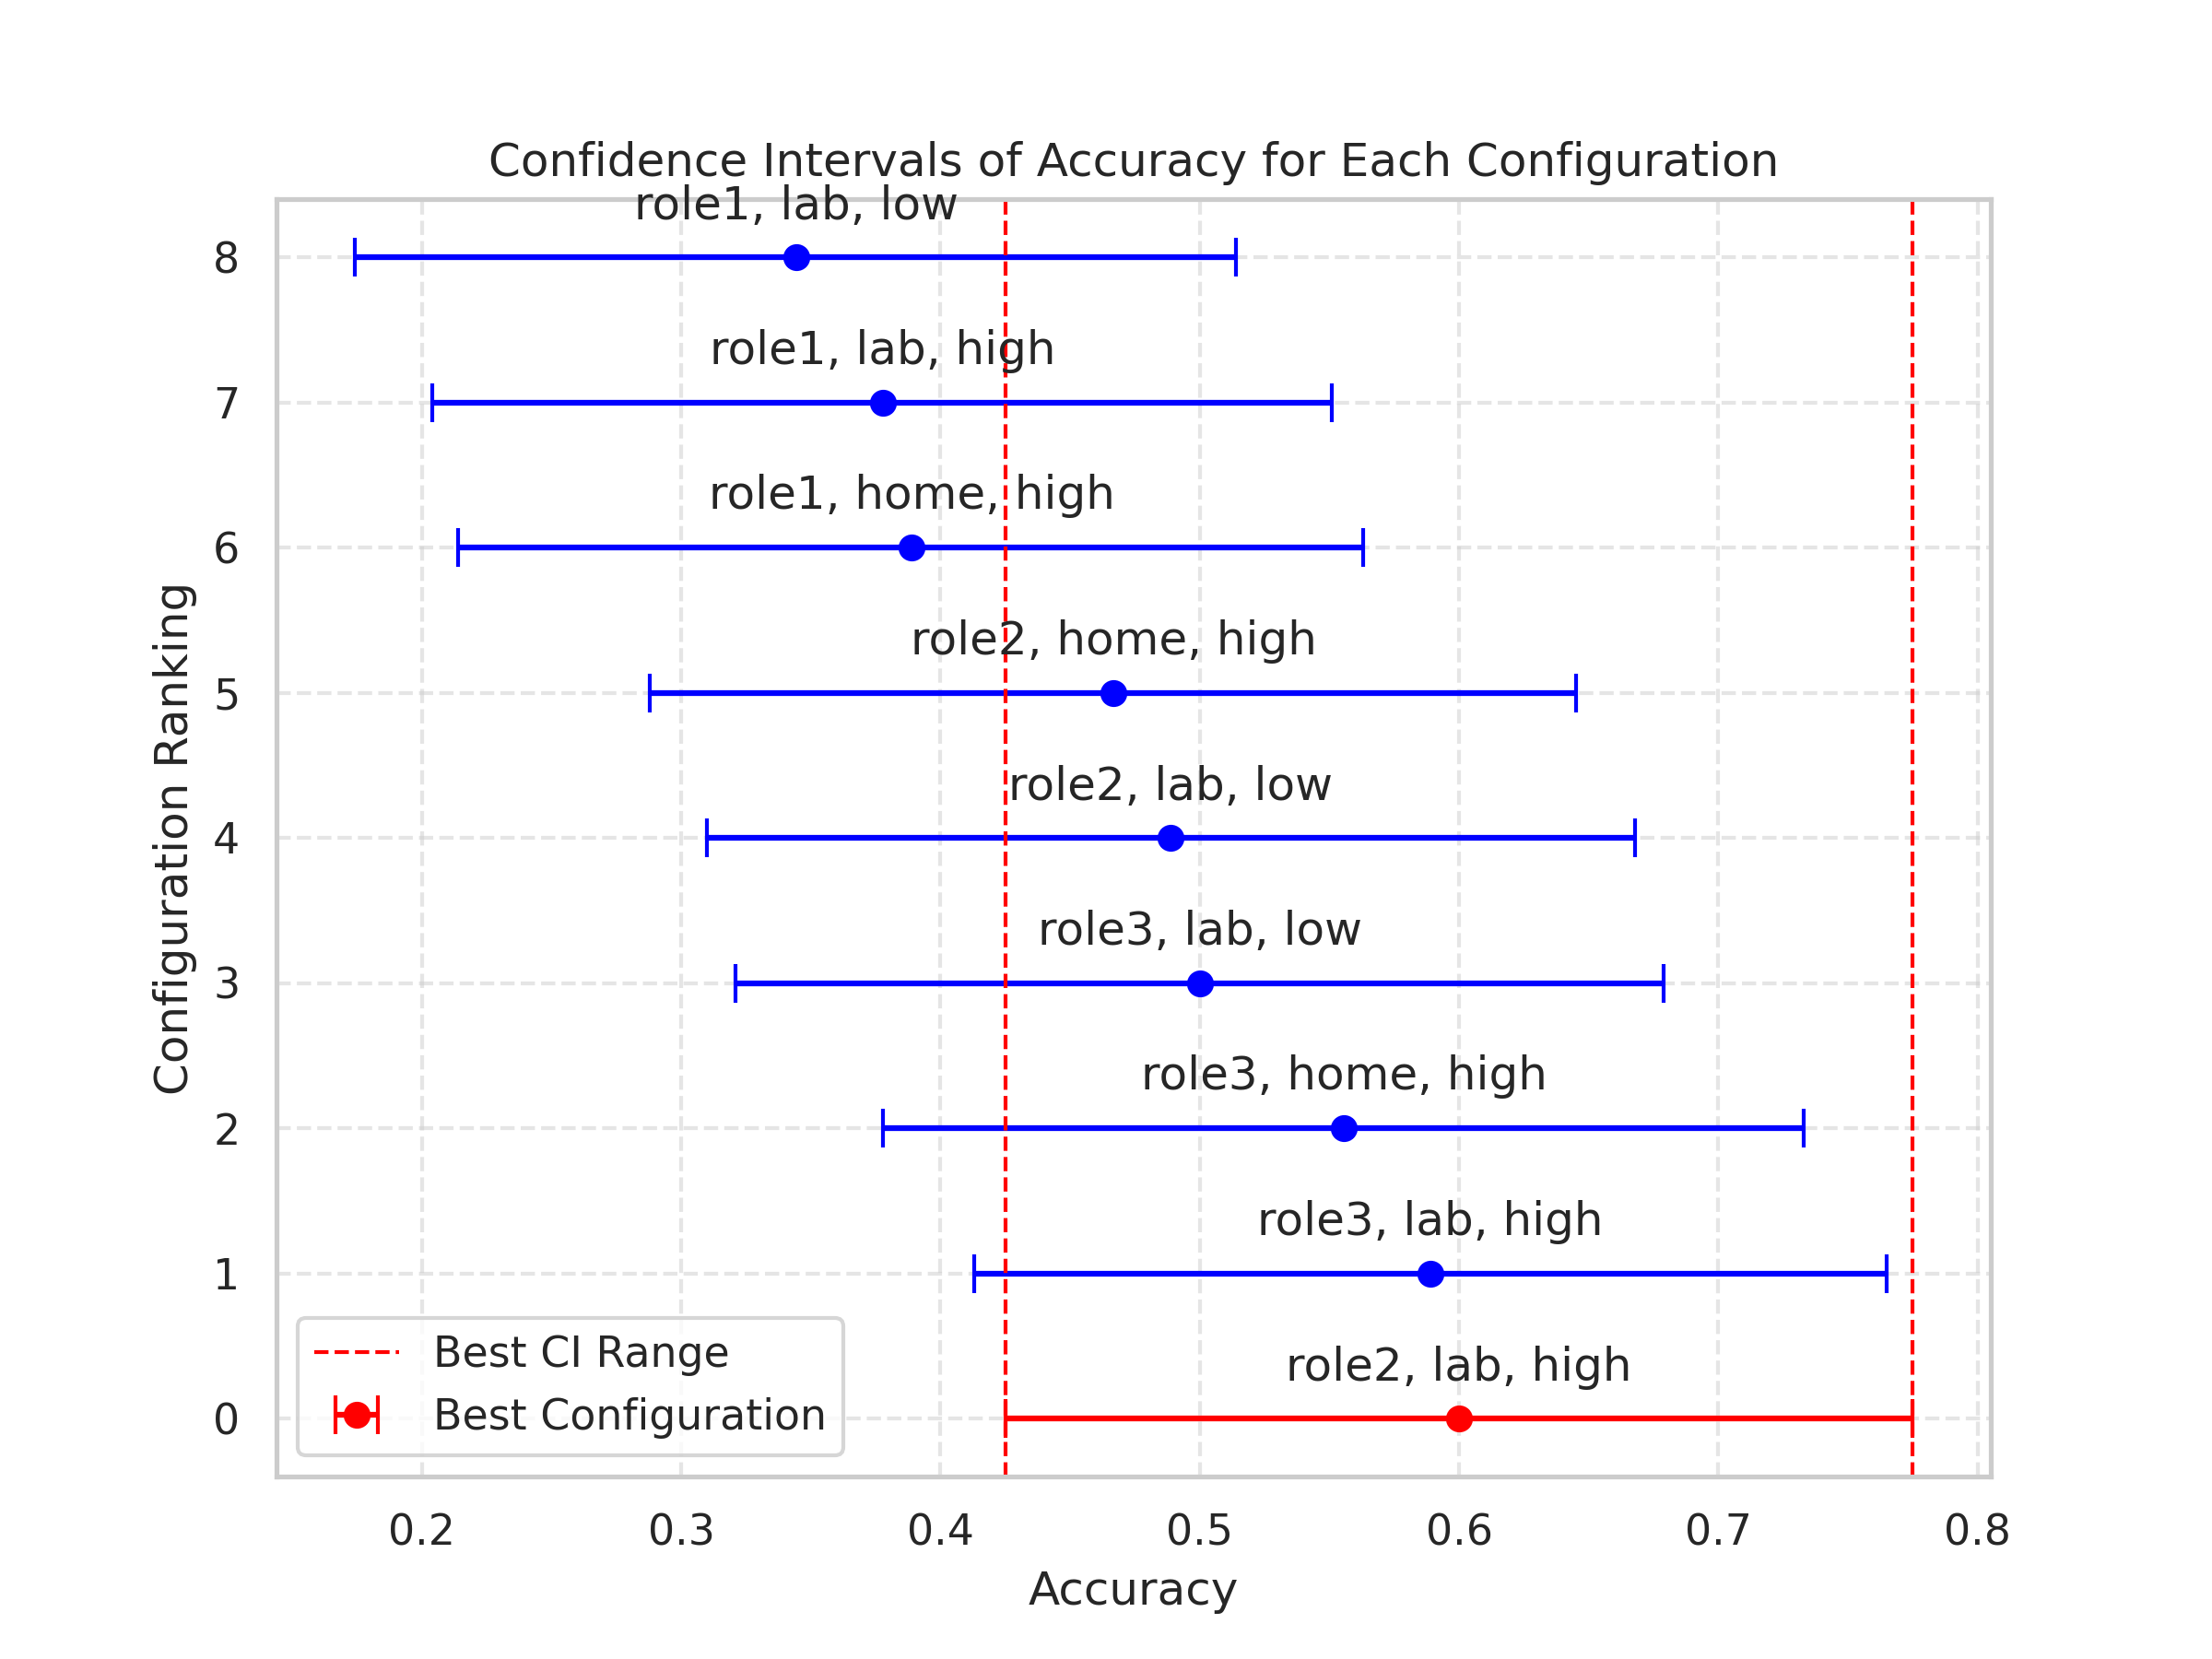 Confidence Intervals of Accuracy for Each Configuration
role1, lab, low
8
role1, lab, high
7
role1, home, high
6
role2, home, high
5
role2, lab, low
4
role3, lab, low
3
role3, home, high
2
role3, lab, high
1
role2, lab, high
0
Configuration Ranking
Best CI Range
Best Configuration
0.2 0.3 0.4 0.5 0.6 0.7 0.8
Accuracy